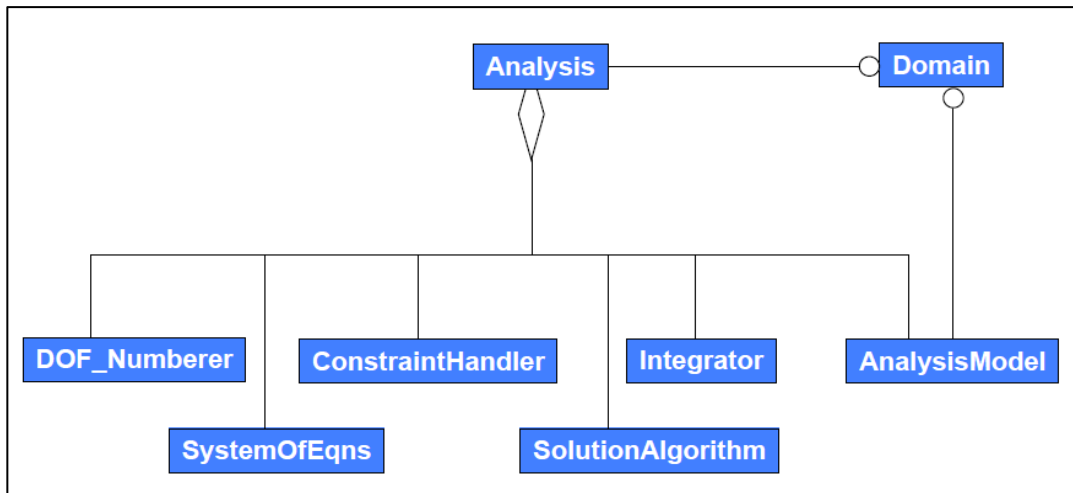 Analysis
Domain
DOF_Numberer
ConstraintHandler
Integrator
AnalysisModel
SystemOfEqns
SolutionAlgorithm